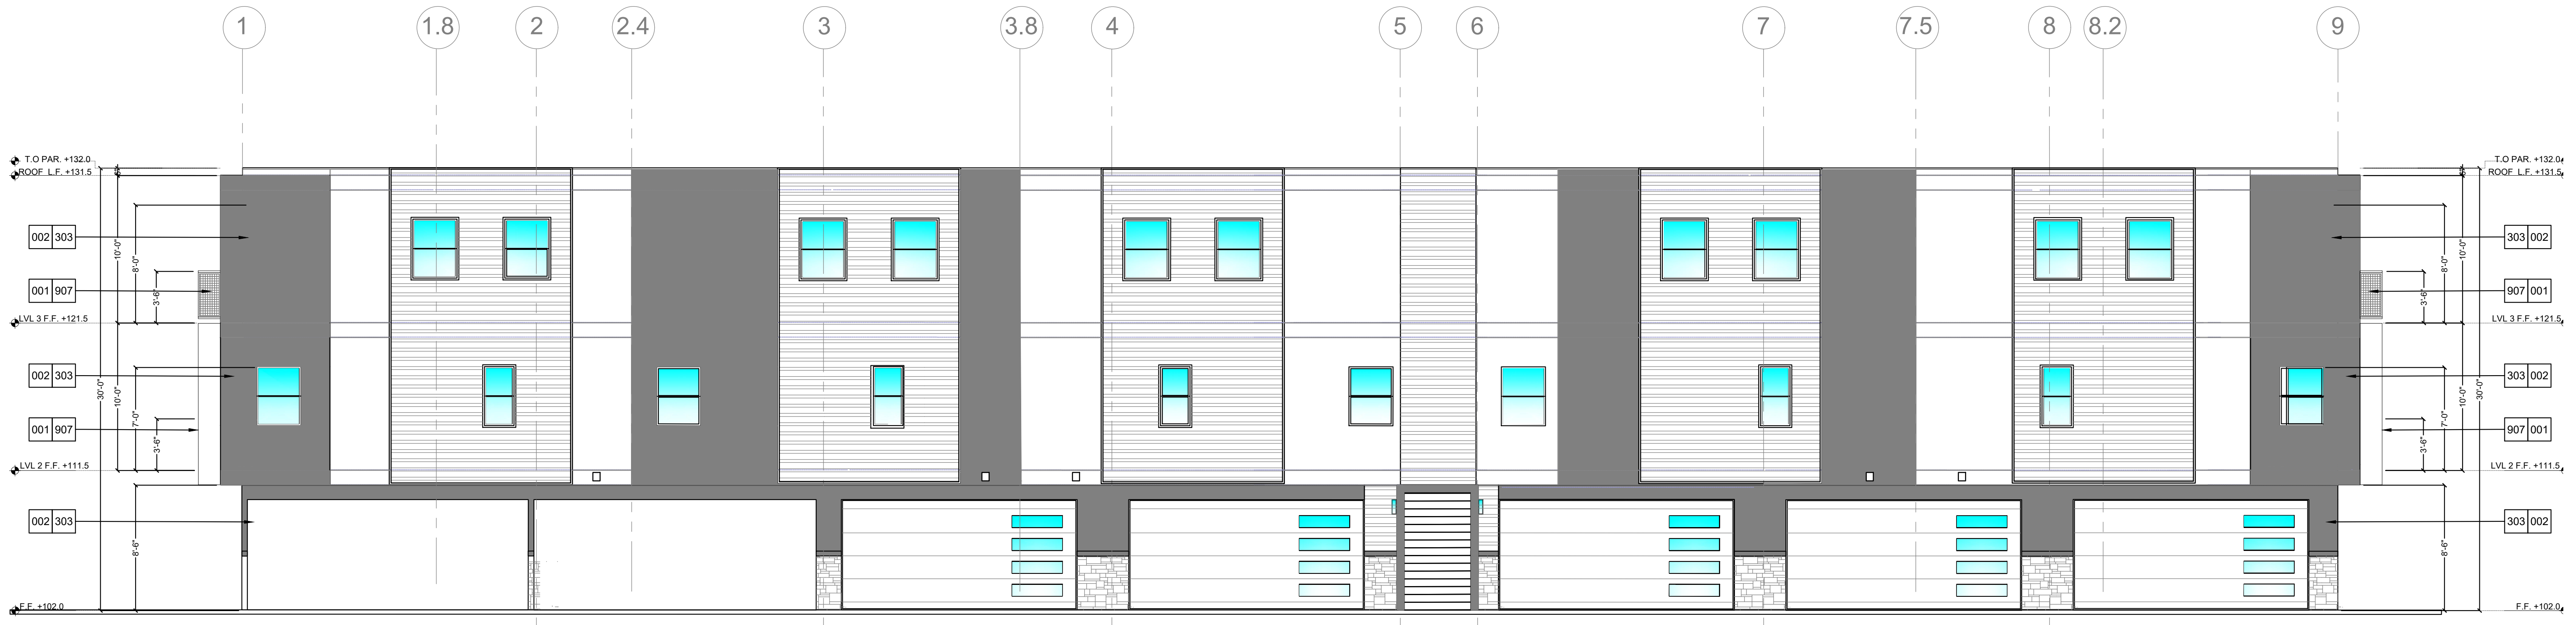 1 1.8 2 2.4 3 3.8 4 5 6 7 7.5 8 8.2 9
T.O PAR. +132.0
ROOF L.F. +131.5
6"
002 303
10'-0"
8'-0"
001 907
3'-6"
LVL 3 F.F. +121.5
002 303
30'-0"
10'-0"
7'-0"
001 907
3'-6"
LVL 2 F.F. +111.5
002 303
8'-6"
F.F. +102.0
T.O PAR. +132.0
ROOF L.F. +131.5
6"
303 002
8'-0"
10'-0"
907 001
3'-6"
LVL 3 F.F. +121.5
303 002
10'-0"
30'-0"
7'-0"
907 001
3'-6"
LVL 2 F.F. +111.5
303 002
8'-6"
F.F. +102.0